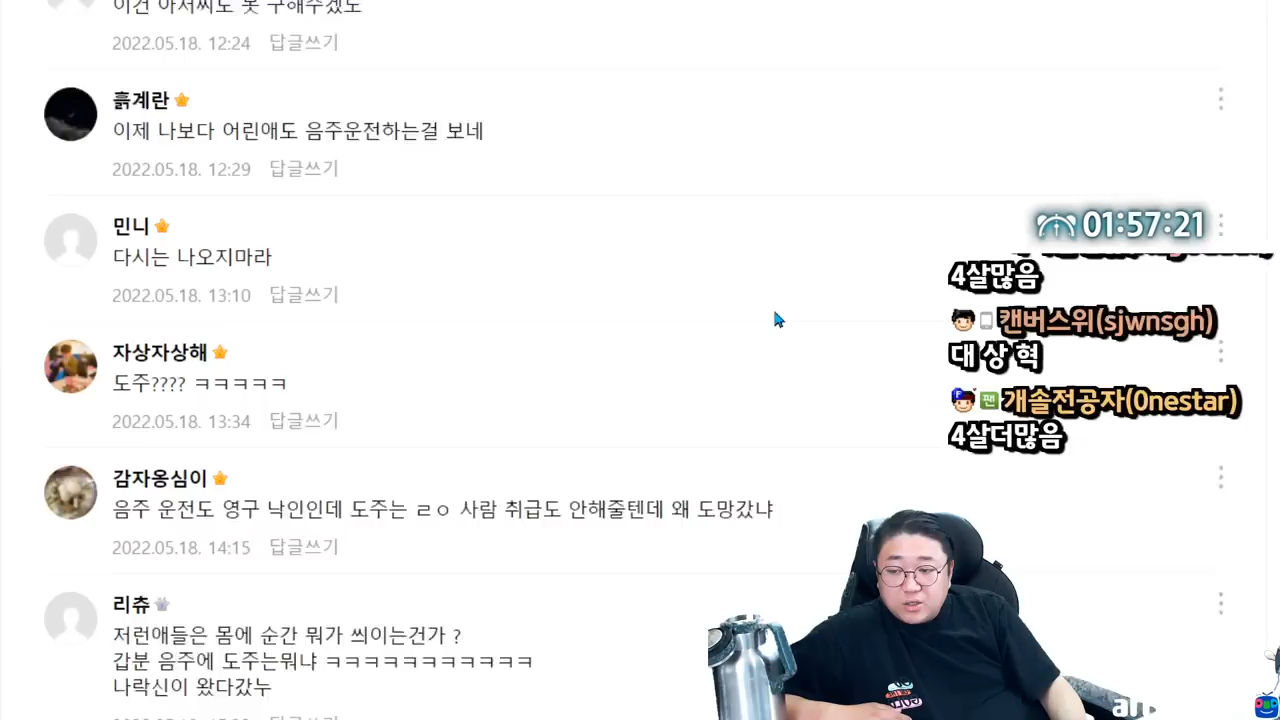 이건 아저씨도 못 구해주겠도
2022.05.18. 12:24 답글쓰기
흙계란
이제 나보다 어린애도 음주운전하는걸 보네
2022.05.18. 12:29 답글쓰기
민니
다시는 나오지마라
2022.05.18. 13:10 답글쓰기
자상자상해
도주???? ㅋㅋㅋㅋㅋ
2022.05.18. 13:34 답글쓰기
감자옹심이
음주 운전도 영구 낙인인데 도주는 ㄹㅇ 사람 취급도 안해줄텐데 왜 도망갔냐
2022.05.18. 14:15 답글쓰기
리츄
저런애들은 몸에 순간 뭐가 씌이는건가 ?
갑분 음주에 도주는뭐냐 ㅋㅋㅋㅋㅋㅋㅋㅋㅋㅋㅋ
나락신이 왔다갔누
01:57:21
4살많음
캔버스위(sjwnsgh)
대 상 혁
팬 개솔전공자(0nestar)
4살더많음